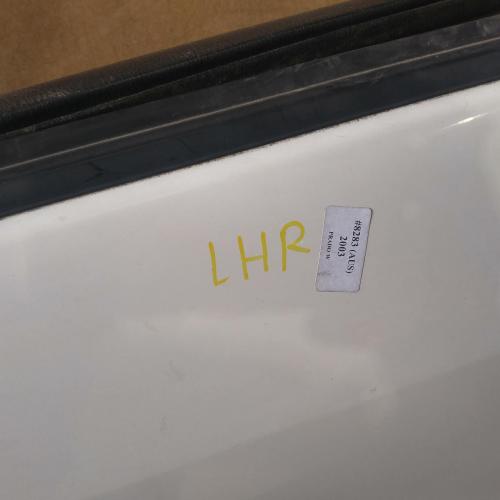 LHR
#8283 (AUS)
2003
PRADO W